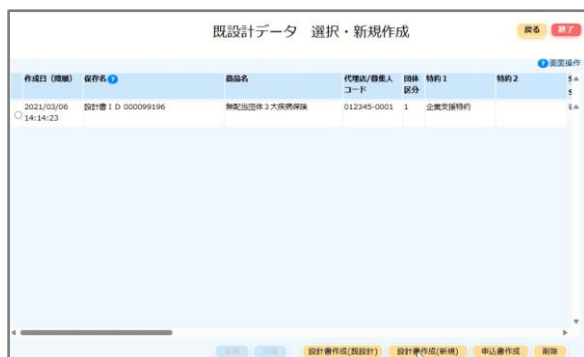 既設計データ 選択・新規作成
戻る 終了
?画面操作
作成日(降順) 保存名? 商品名 代理店/募集人 団体 特約1 特約2
コード 区分
2021/03/06 設計書ID 000099196 無配当団体3大疾病保険 012345-0001 1 企業支援特約
14:14:23
設計書作成(既設計) 設計書作成(新規) 申込書作成 削除